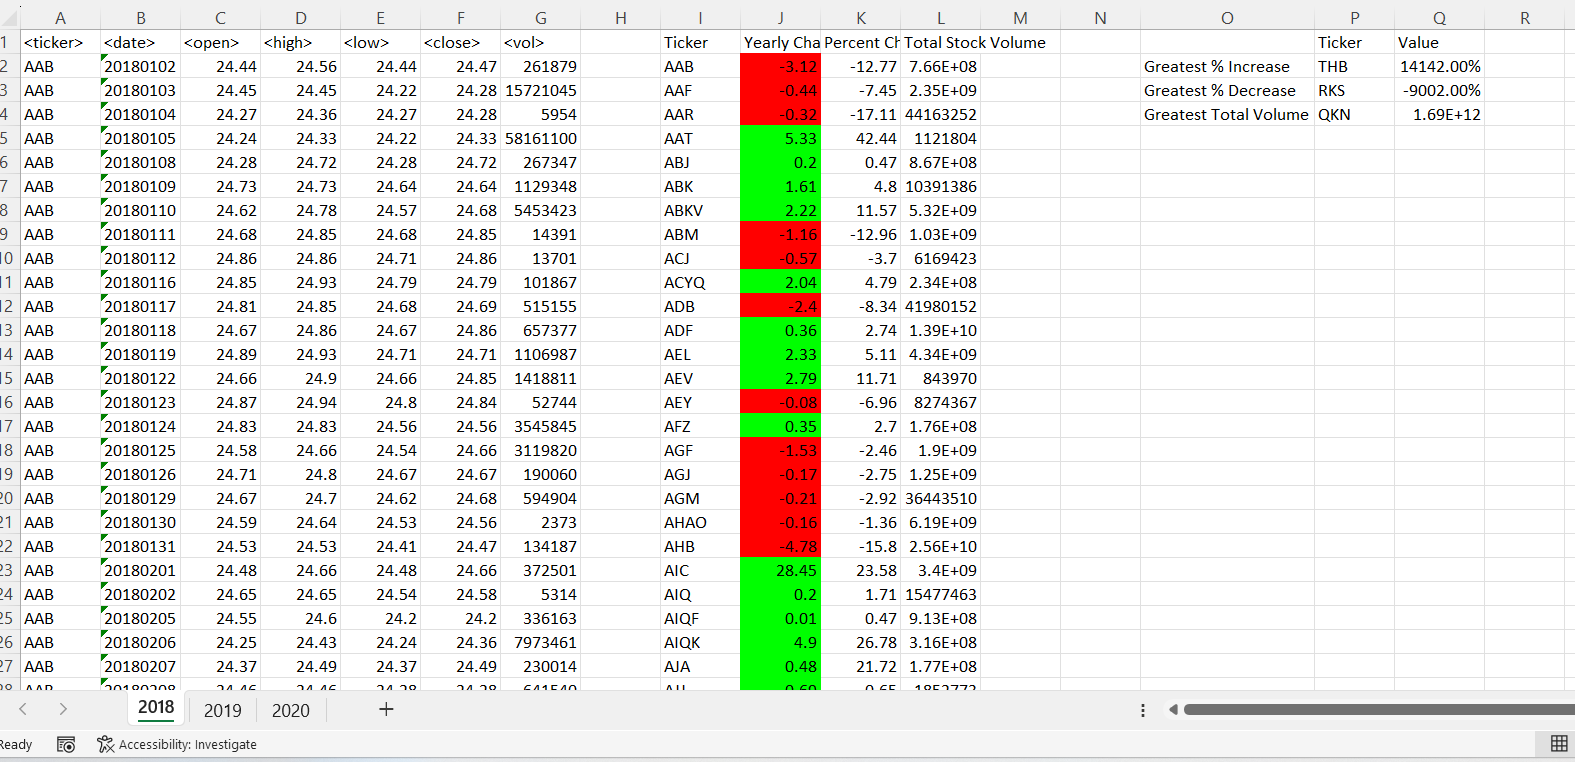 A B C D E F G H I J K L M N O P Q R
1 <ticker> <date> <open> <high> <low> <close> <vol> Ticker Yearly Cha Percent Ch Total Stock Volume Ticker Value
2 AAB 20180102 24.44 24.56 24.44 24.47 261879 AAB -3.12 -12.77 7.66E+08 Greatest % Increase THB 14142.00%
3 AAB 20180103 24.45 24.45 24.22 24.28 15721045 AAF -0.44 -7.45 2.35E+09 Greatest % Decrease RKS -9002.00%
4 AAB 20180104 24.27 24.36 24.27 24.28 5954 AAR -0.32 -17.11 44163252 Greatest Total Volume QKN 1.69E+12
5 AAB 20180105 24.24 24.33 24.22 24.33 58161100 AAT 5.33 42.44 1121804
6 AAB 20180108 24.28 24.72 24.28 24.72 267347 ABJ 0.2 0.47 8.67E+08
7 AAB 20180109 24.73 24.73 24.64 24.64 1129348 ABK 1.61 4.8 10391386
8 AAB 20180110 24.62 24.78 24.57 24.68 5453423 ABKV 2.22 11.57 5.32E+09
9 AAB 20180111 24.68 24.85 24.68 24.85 14391 ABM -1.16 -12.96 1.03E+09
10 AAB 20180112 24.86 24.86 24.71 24.86 13701 ACJ -0.57 -3.7 6169423
11 AAB 20180116 24.85 24.93 24.79 24.79 101867 ACYQ 2.04 4.79 2.34E+08
12 AAB 20180117 24.81 24.85 24.68 24.69 515155 ADB -2.4 -8.34 41980152
13 AAB 20180118 24.67 24.86 24.67 24.86 657377 ADF 0.36 2.74 1.39E+10
14 AAB 20180119 24.89 24.93 24.71 24.71 1106987 AEL 2.33 5.11 4.34E+09
15 AAB 20180122 24.66 24.9 24.66 24.85 1418811 AEV 2.79 11.71 843970
16 AAB 20180123 24.87 24.94 24.8 24.84 52744 AEY -0.08 -6.96 8274367
17 AAB 20180124 24.83 24.83 24.56 24.56 3545845 AFZ 0.35 2.7 1.76E+08
18 AAB 20180125 24.58 24.66 24.54 24.66 3119820 AGF -1.53 -2.46 1.9E+09
19 AAB 20180126 24.71 24.8 24.67 24.67 190060 AGJ -0.17 -2.75 1.25E+09
20 AAB 20180129 24.67 24.7 24.62 24.68 594904 AGM -0.21 -2.92 36443510
21 AAB 20180130 24.59 24.64 24.53 24.56 2373 AHAO -0.16 -1.36 6.19E+09
22 AAB 20180131 24.53 24.53 24.41 24.47 134187 AHB -4.78 -15.8 2.56E+10
23 AAB 20180201 24.48 24.66 24.48 24.66 372501 AIC 28.45 23.58 3.4E+09
24 AAB 20180202 24.65 24.65 24.54 24.58 5314 AIQ 0.2 1.71 15477463
25 AAB 20180205 24.55 24.6 24.2 24.2 336163 AIQF 0.01 0.47 9.13E+08
26 AAB 20180206 24.25 24.43 24.24 24.36 7973461 AIQK 4.9 26.78 3.16E+08
27 AAB 20180207 24.37 24.49 24.37 24.49 230014 AJA 0.48 21.72 1.77E+08
28 AAB 20180208 24.46 24.46 24.28 24.28 641540
2018 2019 2020 +
Ready Accessibility: Investigate